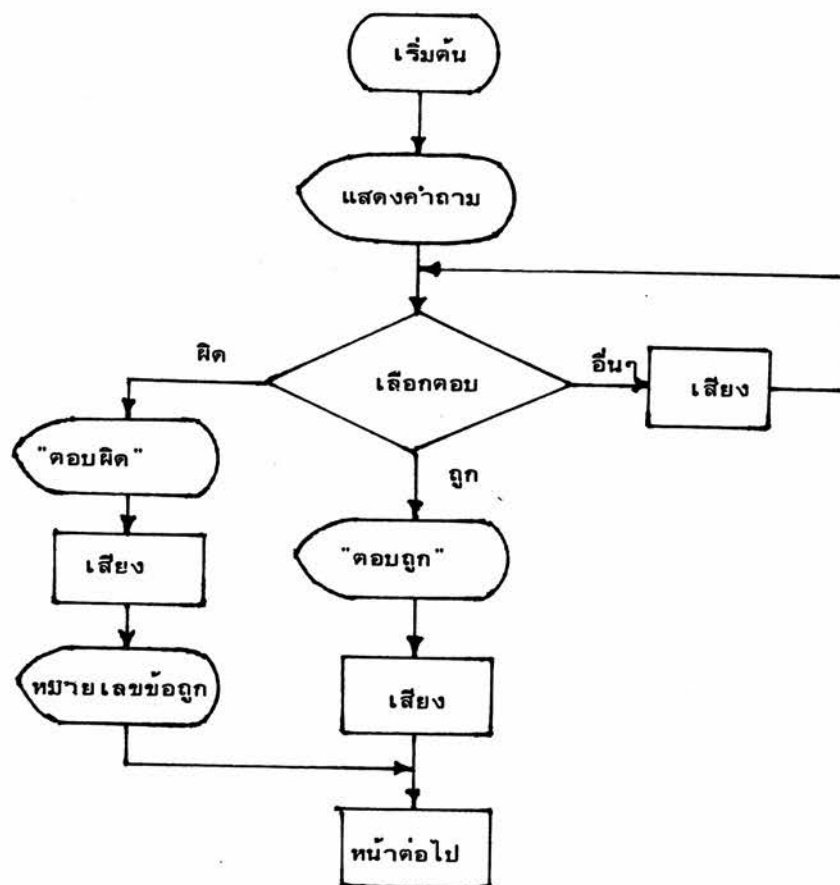 เริ่มต้น
แสดงคำถาม
ผิด
เลือกตอบ
อื่นๆ
เสียง
"ตอบผิด"
ถูก
เสียง
"ตอบถูก"
หมายเลขข้อถูก
เสียง
หน้าต่อไป